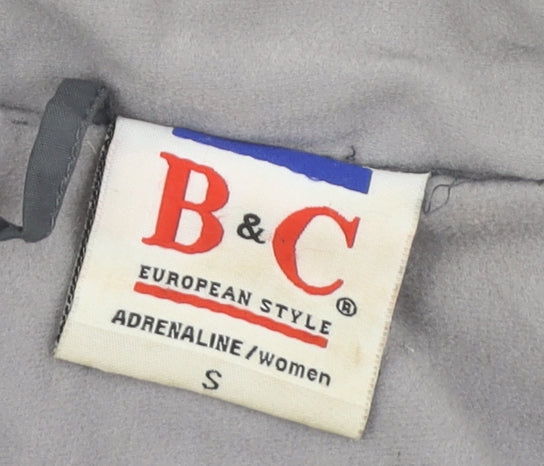 B & C ®
EUROPEAN STYLE
ADRENALINE/women
S